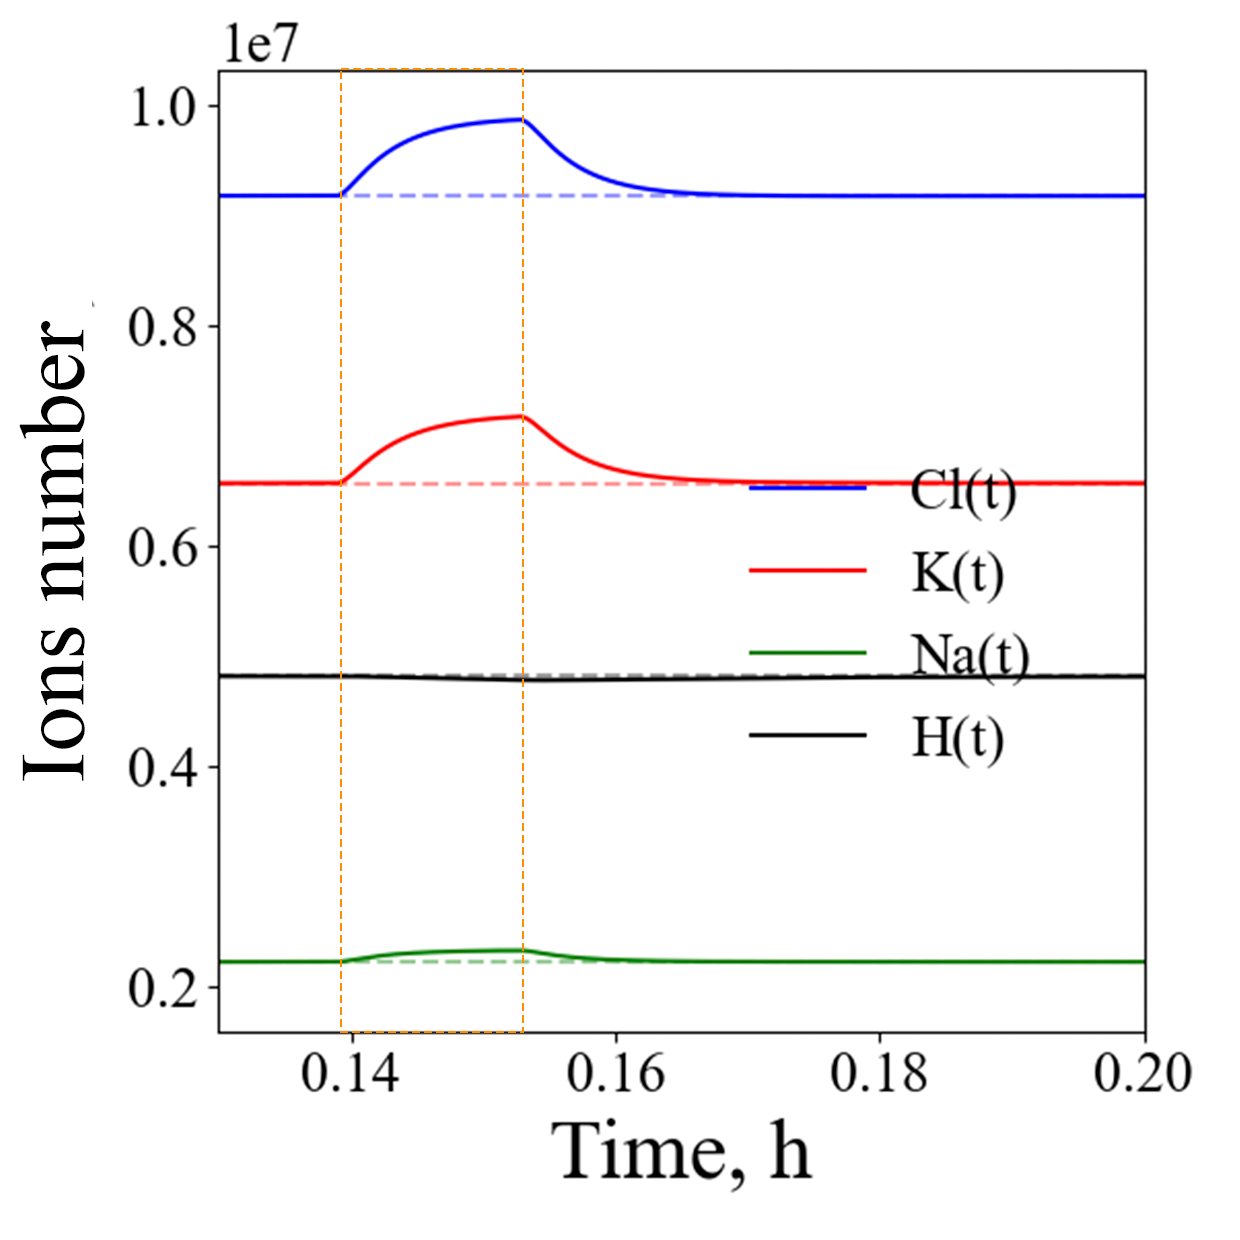 1e7
1.0
0.8
0.6
0.4
0.2
Ions number
Cl(t)
K(t)
Na(t)
H(t)
0.14 0.16 0.18 0.20
Time, h